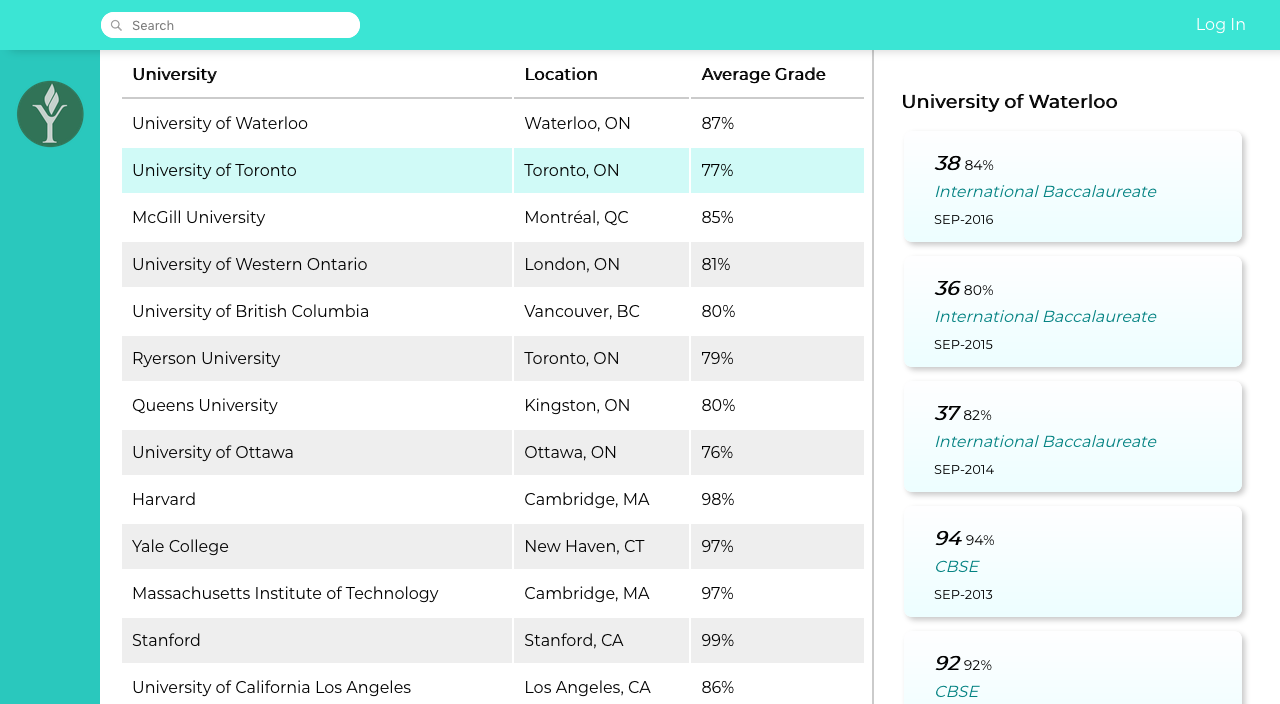 Search
Log In
University Location Average Grade
University of Waterloo Waterloo, ON 87%
University of Toronto Toronto, ON 77%
McGill University Montréal, QC 85%
University of Western Ontario London, ON 81%
University of British Columbia Vancouver, BC 80%
Ryerson University Toronto, ON 79%
Queens University Kingston, ON 80%
University of Ottawa Ottawa, ON 76%
Harvard Cambridge, MA 98%
Yale College New Haven, CT 97%
Massachusetts Institute of Technology Cambridge, MA 97%
Stanford Stanford, CA 99%
University of California Los Angeles Los Angeles, CA 86%
University of Waterloo
38 84%
International Baccalaureate
SEP-2016
36 80%
International Baccalaureate
SEP-2015
37 82%
International Baccalaureate
SEP-2014
94 94%
CBSE
SEP-2013
92 92%
CBSE